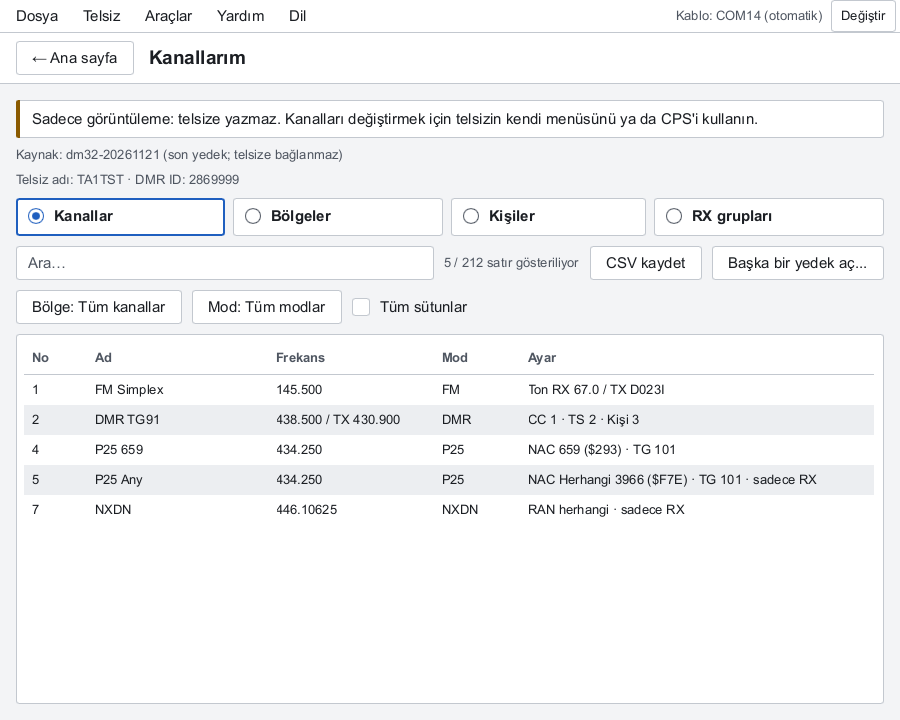 Dosya Telsiz Araçlar Yardım Dil Kablo: COM14 (otomatik) Değiştir
← Ana sayfa Kanallarım
Sadece görüntüleme: telsize yazmaz. Kanalları değiştirmek için telsizin kendi menüsünü ya da CPS'i kullanın.
Kaynak: dm32-20261121 (son yedek; telsize bağlanmaz)
Telsiz adı: TA1TST · DMR ID: 2869999
Kanallar Bölgeler Kişiler RX grupları
Ara... 5 / 212 satır gösteriliyor CSV kaydet Başka bir yedek aç...
Bölge: Tüm kanallar Mod: Tüm modlar Tüm sütunlar
No Ad Frekans Mod Ayar
1 FM Simplex 145.500 FM Ton RX 67.0 / TX D023I
2 DMR TG91 438.500 / TX 430.900 DMR CC 1 · TS 2 · Kişi 3
4 P25 659 434.250 P25 NAC 659 ($293) · TG 101
5 P25 Any 434.250 P25 NAC Herhangi 3966 ($F7E) · TG 101 · sadece RX
7 NXDN 446.10625 NXDN RAN herhangi · sadece RX